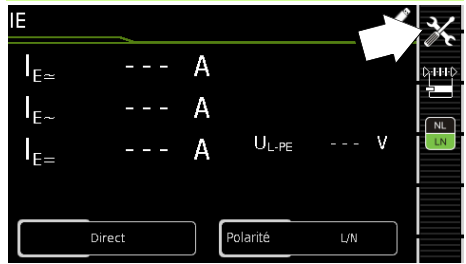 IE
IE≃ --- A
IE~ --- A
IE= --- A
UL-PE --- V
NL
LN
Direct
Polarité L/N